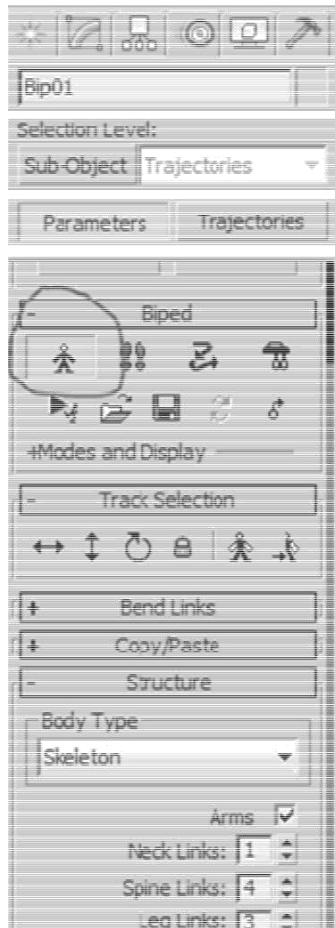 Bip01
Selection Level:
Sub-Object Trajectories
Parameters Trajectories
- Biped
+Modes and Display
- Track Selection
+ Bend Links
+ Copy/Paste
- Structure
Body Type
Skeleton
Arms
Neck Links: 1
Spine Links: 4
Leg Links: 3